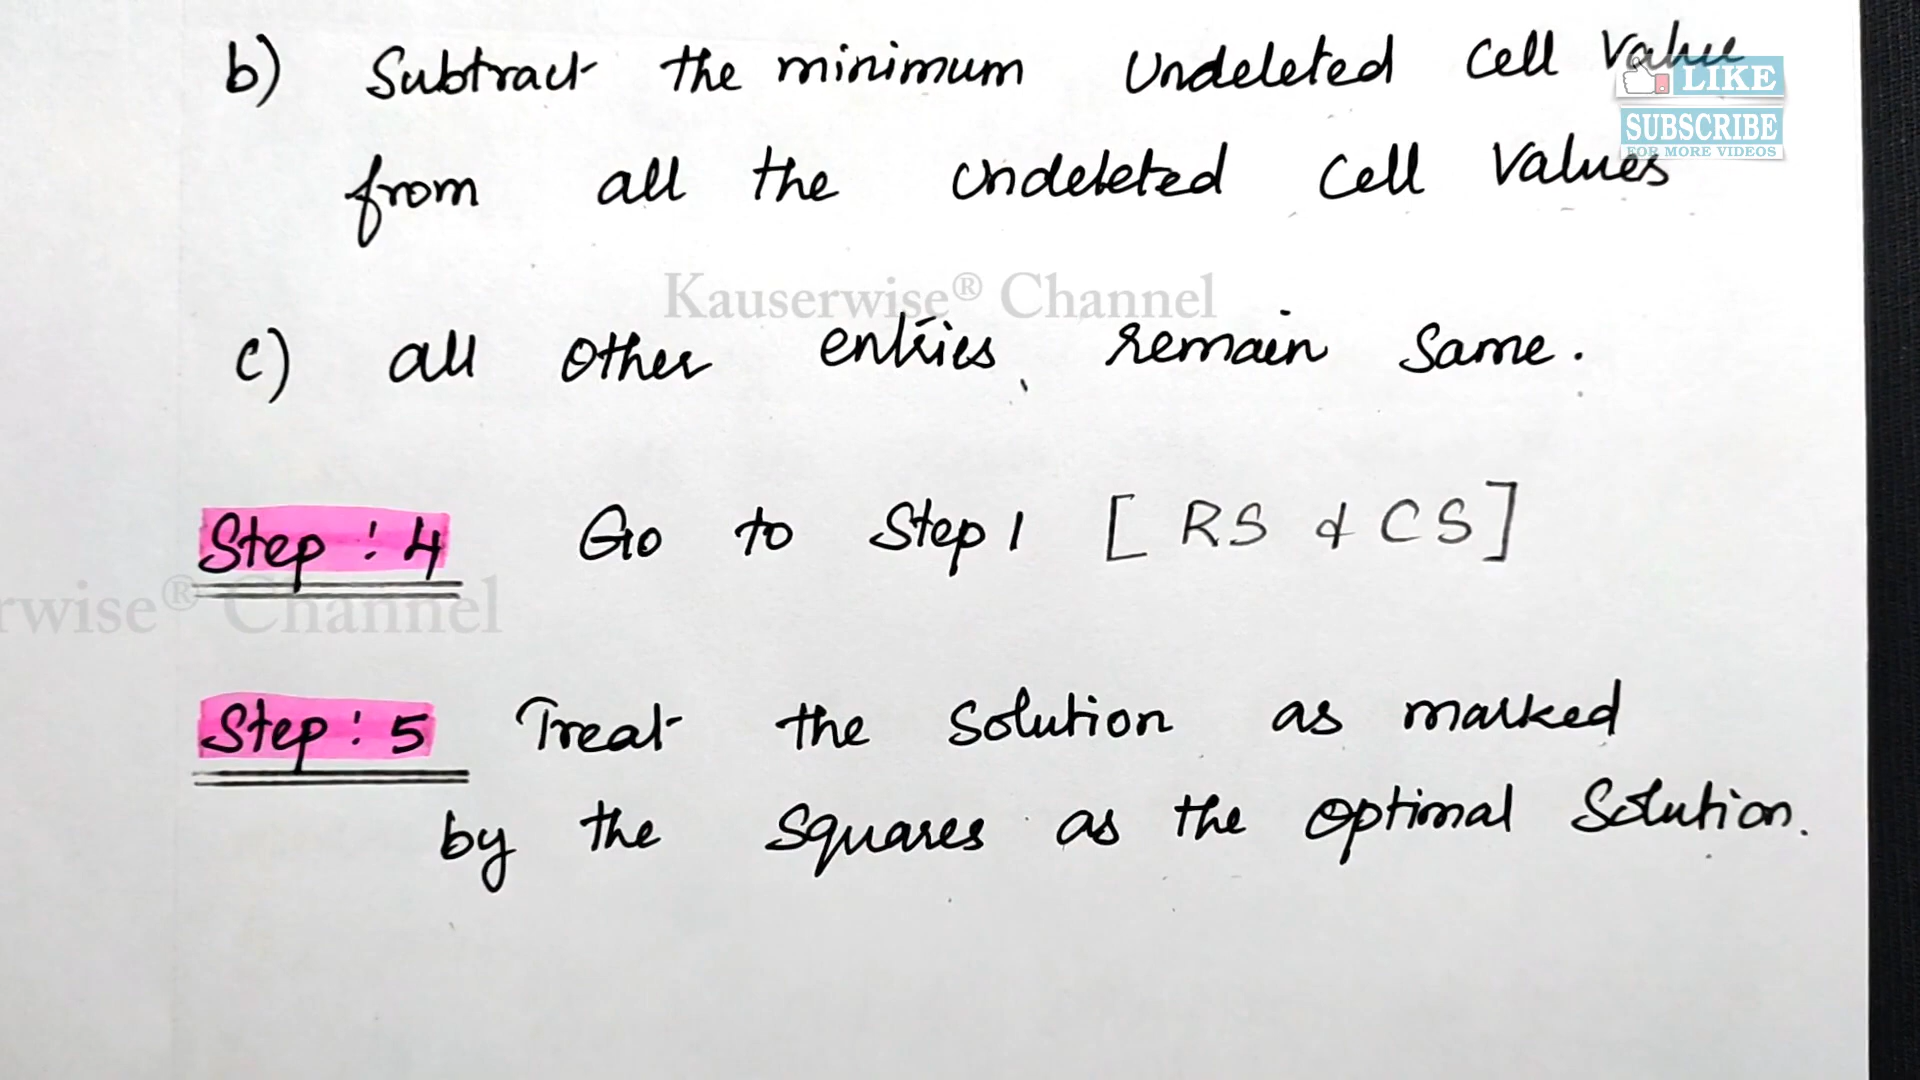 b) Subtract the minimum Undeleted Cell Value
LIKE
SUBSCRIBE
FOR MORE VIDEOS
from all the Undeleted Cell Values
Kauserwise® Channel
c) all other entries remain Same.
Step : 4 Go to Step 1 [ RS & CS ]
rwise® Channel
Step : 5 Treat the Solution as marked
by the Squares as the Optimal Solution.